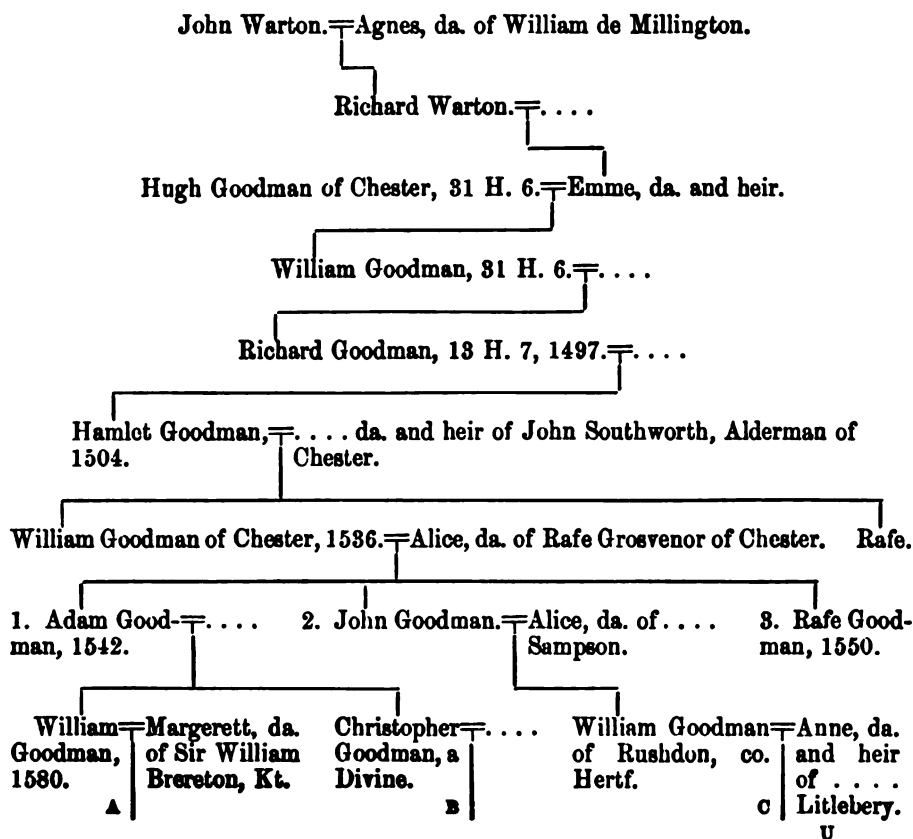 John Warton.╤Agnes, da. of William de Millington.
Richard Warton.╤. . . .
Hugh Goodman of Chester, 31 H. 6.╤Emme, da. and heir.
William Goodman, 31 H. 6.╤. . . .
Richard Goodman, 13 H. 7, 1497.╤. . . .
Hamlet Goodman,╤. . . . da. and heir of John Southworth, Alderman of
1504. Chester.
William Goodman of Chester, 1536.╤Alice, da. of Rafe Grosvenor of Chester. Rafe.
1. Adam Good-╤. . . . 2. John Goodman.╤Alice, da. of . . . . 3. Rafe Good-
man, 1542. Sampson. man, 1550.
William╤Margerett, da. Christopher╤. . . . William Goodman╤Anne, da.
Goodman, of Sir William Goodman, a of Rushdon, co. and heir
1580. Brereton, Kt. Divine. Hertf. of . . . .
A B C Litlebery.
U